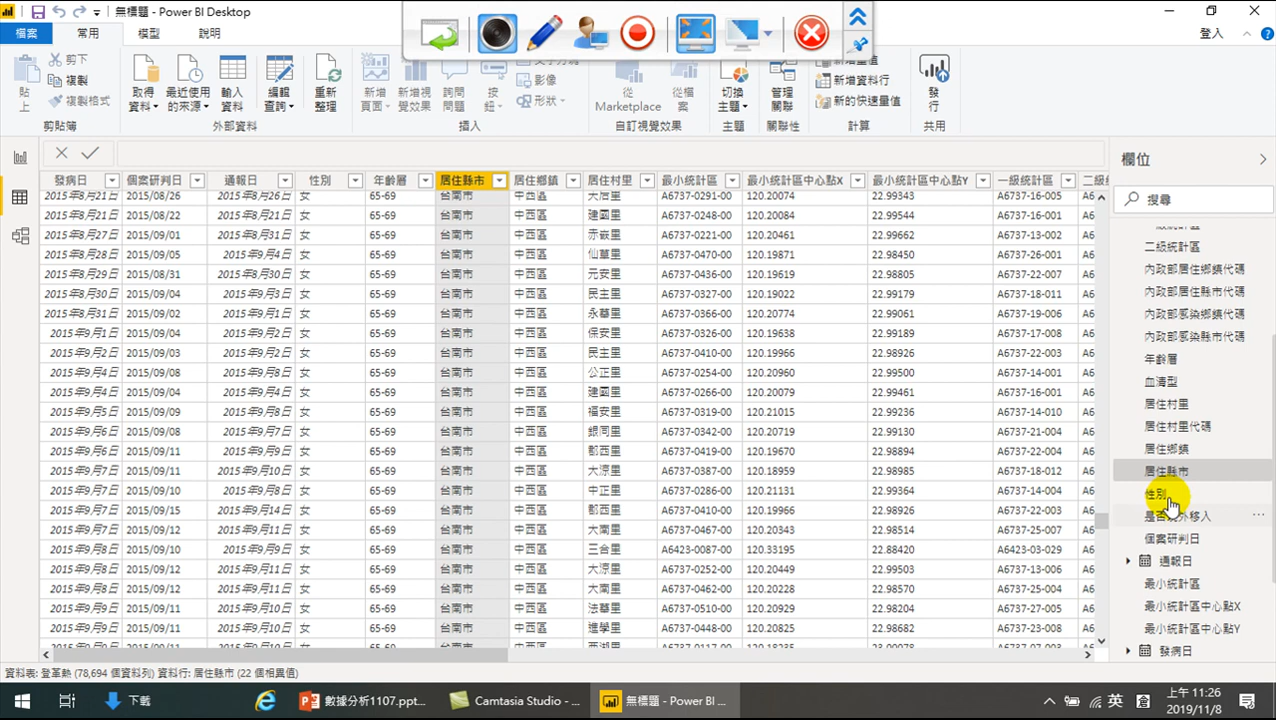 無標題 - Power BI Desktop
檔案 常用 模型 說明 登入
貼上 剪下 複製 複製格式
取得資料 最近使用的來源 輸入資料 編輯查詢 重新整理
新增頁面 新增視覺效果 詢問問題 按鈕 影像 形狀
從 Marketplace 從檔案 切換主題 管理關聯
新增資料行 新的快速量值 發行
剪貼簿 外部資料 插入 自訂視覺效果 主題 關聯性 計算 共用
欄位
搜尋
發病日 個案研判日 通報日 性別 年齡層 居住縣市 居住鄉鎮 居住村里 最小統計區 最小統計區中心點X 最小統計區中心點Y 一級統計區
2015年8月21日 2015/08/26 2015年8月26日 女 65-69 台南市 中西區 A6737-0291-00 120.20074 22.99343 A6737-16-005 A6
2015年8月21日 2015/08/22 2015年8月21日 女 65-69 台南市 中西區 建國里 A6737-0248-00 120.20084 22.99544 A6737-16-001 A6
2015年8月27日 2015/09/01 2015年8月31日 女 65-69 台南市 中西區 赤嵌里 A6737-0221-00 120.20461 22.99662 A6737-13-002 A6
2015年8月28日 2015/09/05 2015年9月4日 女 65-69 台南市 中西區 仙草里 A6737-0470-00 120.19871 22.98450 A6737-26-001 A6
2015年8月29日 2015/08/31 2015年8月30日 女 65-69 台南市 中西區 元安里 A6737-0436-00 120.19619 22.98805 A6737-22-007 A6
2015年8月30日 2015/09/04 2015年9月3日 女 65-69 台南市 中西區 民主里 A6737-0327-00 120.19022 22.99179 A6737-18-011 A6
2015年8月31日 2015/09/02 2015年9月1日 女 65-69 台南市 中西區 永華里 A6737-0366-00 120.20774 22.99061 A6737-19-006 A6
2015年9月1日 2015/09/04 2015年9月2日 女 65-69 台南市 中西區 保安里 A6737-0326-00 120.19638 22.99189 A6737-17-008 A6
2015年9月2日 2015/09/03 2015年9月2日 女 65-69 台南市 中西區 民主里 A6737-0410-00 120.19966 22.98926 A6737-22-003 A6
2015年9月4日 2015/09/08 2015年9月4日 女 65-69 台南市 中西區 公正里 A6737-0254-00 120.20960 22.99500 A6737-14-001 A6
2015年9月4日 2015/09/08 2015年9月7日 女 65-69 台南市 中西區 建國里 A6737-0266-00 120.20079 22.99461 A6737-16-003 A6
2015年9月5日 2015/09/09 2015年9月8日 女 65-69 台南市 中西區 福安里 A6737-0319-00 120.21015 22.99236 A6737-14-010 A6
2015年9月6日 2015/09/08 2015年9月7日 女 65-69 台南市 中西區 銀同里 A6737-0342-00 120.20719 22.99130 A6737-21-004 A6
2015年9月6日 2015/09/11 2015年9月10日 女 65-69 台南市 中西區 郡西里 A6737-0419-00 120.19670 22.98894 A6737-22-004 A6
2015年9月7日 2015/09/11 2015年9月10日 女 65-69 台南市 中西區 大涼里 A6737-0387-00 120.18959 22.98985 A6737-18-012 A6
2015年9月7日 2015/09/10 2015年9月8日 女 65-69 台南市 中西區 中正里 A6737-0286-00 120.21131 22.99364 A6737-14-004 A6
2015年9月7日 2015/09/15 2015年9月14日 女 65-69 台南市 中西區 郡西里 A6737-0410-00 120.19966 22.98926 A6737-22-003 A6
2015年9月7日 2015/09/12 2015年9月11日 女 65-69 台南市 中西區 大南里 A6737-0467-00 120.20343 22.98514 A6737-23-007 A6
2015年9月8日 2015/09/10 2015年9月9日 女 65-69 台南市 中西區 三合里 A6423-0087-00 120.33195 22.88420 A6423-03-029 A6
2015年9月8日 2015/09/12 2015年9月11日 女 65-69 台南市 中西區 大涼里 A6737-0252-00 120.20449 22.99503 A6737-13-006 A6
2015年9月8日 2015/09/12 2015年9月11日 女 65-69 台南市 中西區 大南里 A6737-0462-00 120.20228 22.98570 A6737-25-004 A6
2015年9月9日 2015/09/11 2015年9月10日 女 65-69 台南市 中西區 法華里 A6737-0510-00 120.20929 22.98204 A6737-27-005 A6
2015年9月9日 2015/09/11 2015年9月10日 女 65-69 台南市 中西區 進學里 A6737-0448-00 120.20825 22.98682 A6737-23-008 A6
二級統計區
內政部居住鄉鎮代碼
內政部居住縣市代碼
內政部感染鄉鎮代碼
內政部感染縣市代碼
年齡層
血清型
居住村里
居住村里代碼
居住鄉鎮
居住縣市
性別
是否境外移入
個案研判日
通報日
最小統計區
最小統計區中心點X
最小統計區中心點Y
發病日
資料表: 登革熱 (78,694 個資料列) 資料行: 居住縣市 (22 個相異值)
下載 數據分析1107.ppt... Camtasia Studio - ... 無標題 - Power BI ... 英 上午 11:26
2019/11/8